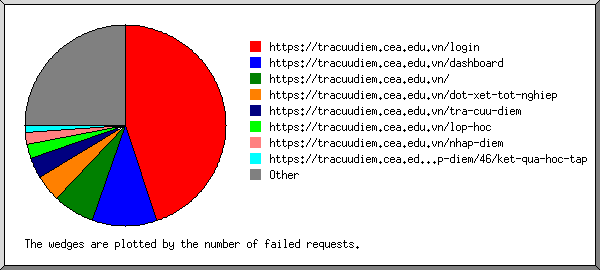 https://tracuudiem.cea.edu.vn/login
https://tracuudiem.cea.edu.vn/dashboard
https://tracuudiem.cea.edu.vn/
https://tracuudiem.cea.edu.vn/dot-xet-tot-nghiep
https://tracuudiem.cea.edu.vn/tra-cuu-diem
https://tracuudiem.cea.edu.vn/lop-hoc
https://tracuudiem.cea.edu.vn/nhap-diem
https://tracuudiem.cea.ed...p-diem/46/ket-qua-hoc-tap
Other
The wedges are plotted by the number of failed requests.